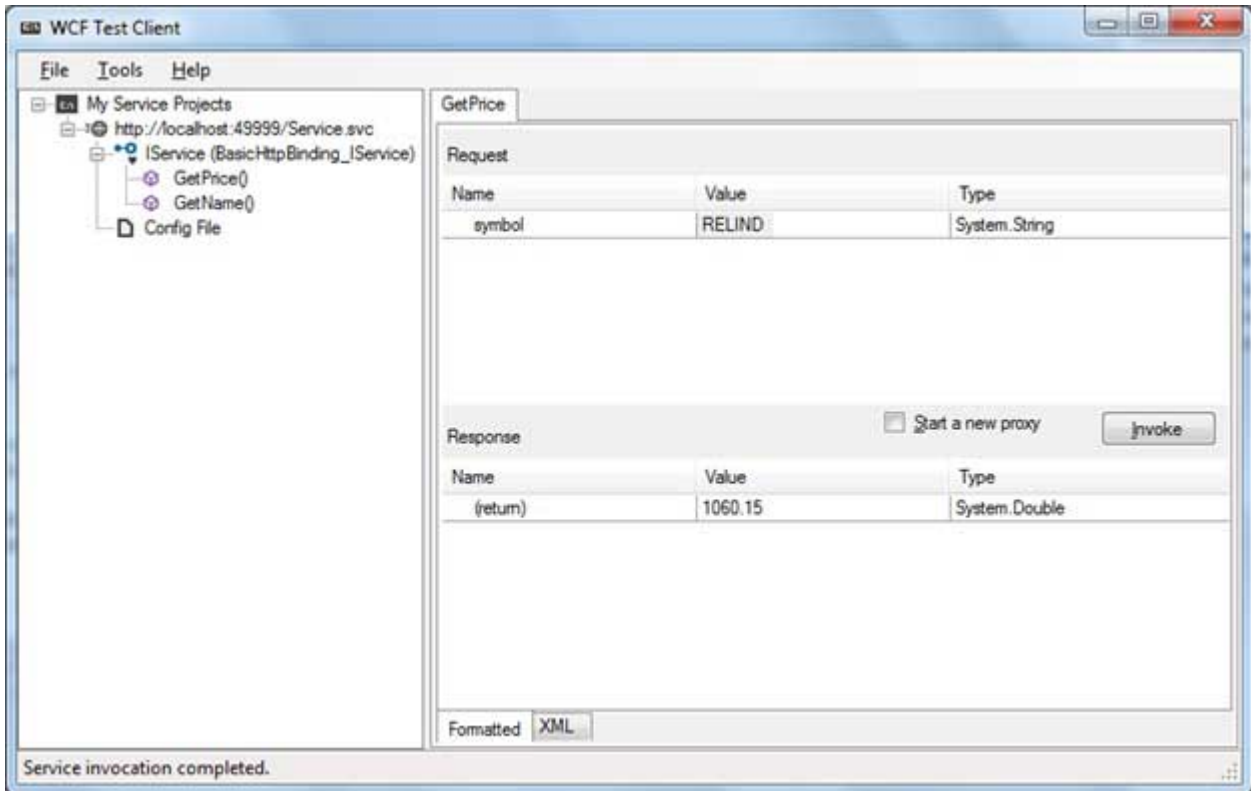 WCF Test Client
File Tools Help
My Service Projects
http://localhost:49999/Service.svc
IService (BasicHttpBinding_IService)
GetPrice()
GetName()
Config File
GetPrice
Request
Name Value Type
symbol RELIND System.String
Response Start a new proxy Invoke
Name Value Type
(return) 1060.15 System.Double
Formatted XML
Service invocation completed.